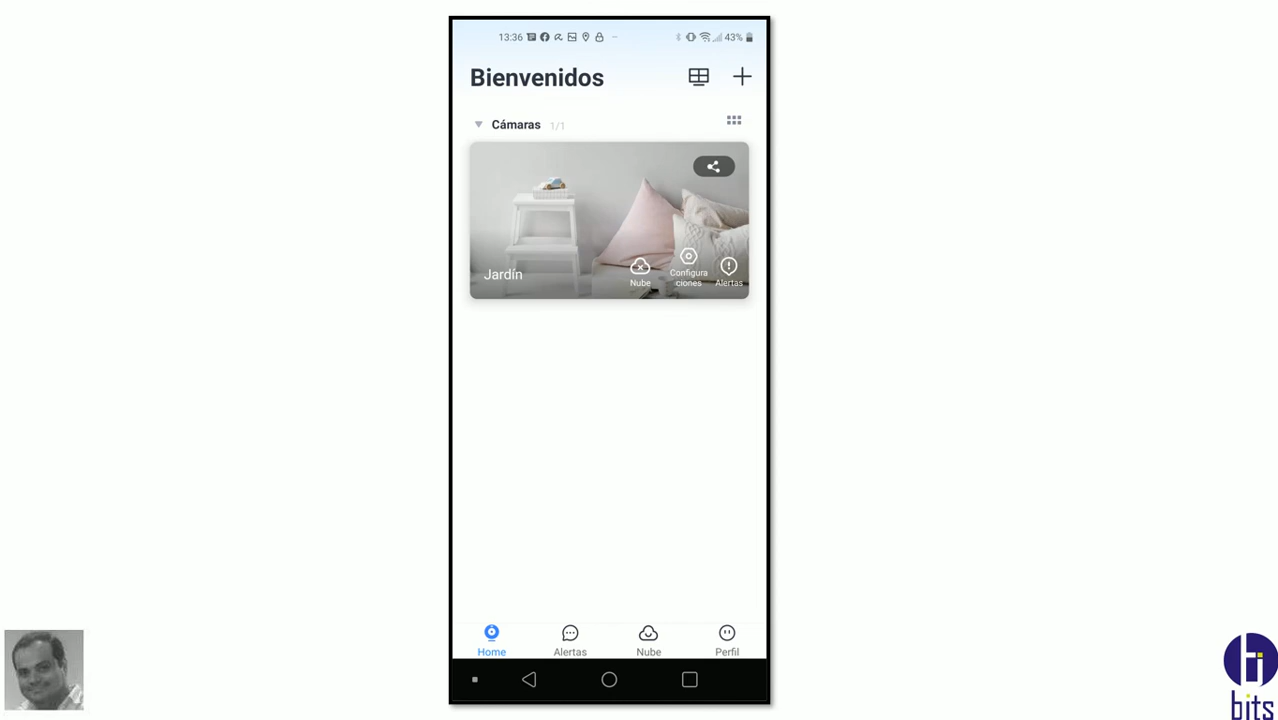 13:36
43%
Bienvenidos
Cámaras 1/1
Jardín
Nube
Configura
ciones
Alertas
Home
Alertas
Nube
Perfil
bits